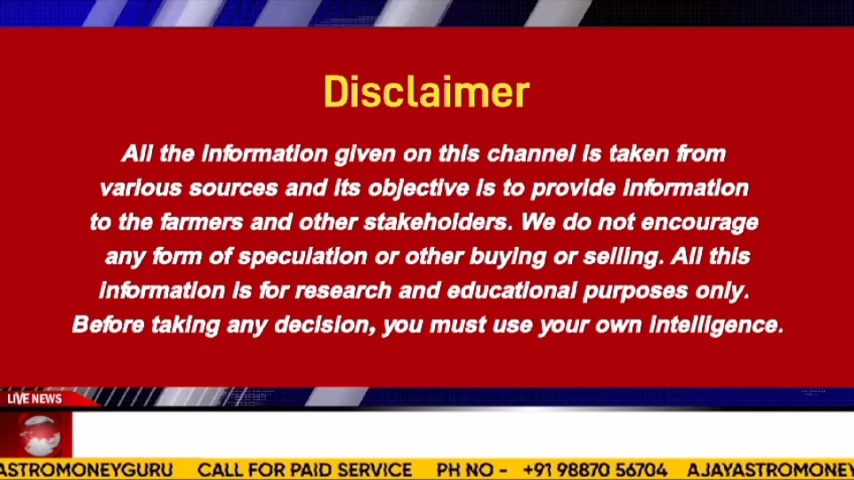 Disclaimer
All the information given on this channel is taken from
various sources and its objective is to provide information
to the farmers and other stakeholders. We do not encourage
any form of speculation or other buying or selling. All this
information is for research and educational purposes only.
Before taking any decision, you must use your own intelligence.
LIVE NEWS
ASTROMONEYGURU CALL FOR PAID SERVICE PH NO - +91 98870 56704 AJAYASTROMONEY